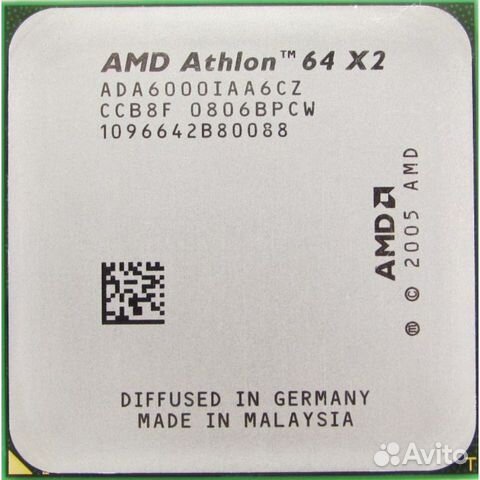 AMD Athlon™ 64 X2
ADA6000IAA6CZ
CCB8F 0806BPCW
1096642B80088
AMD
© 2005 AMD
DIFFUSED IN GERMANY
MADE IN MALAYSIA
Avito
T